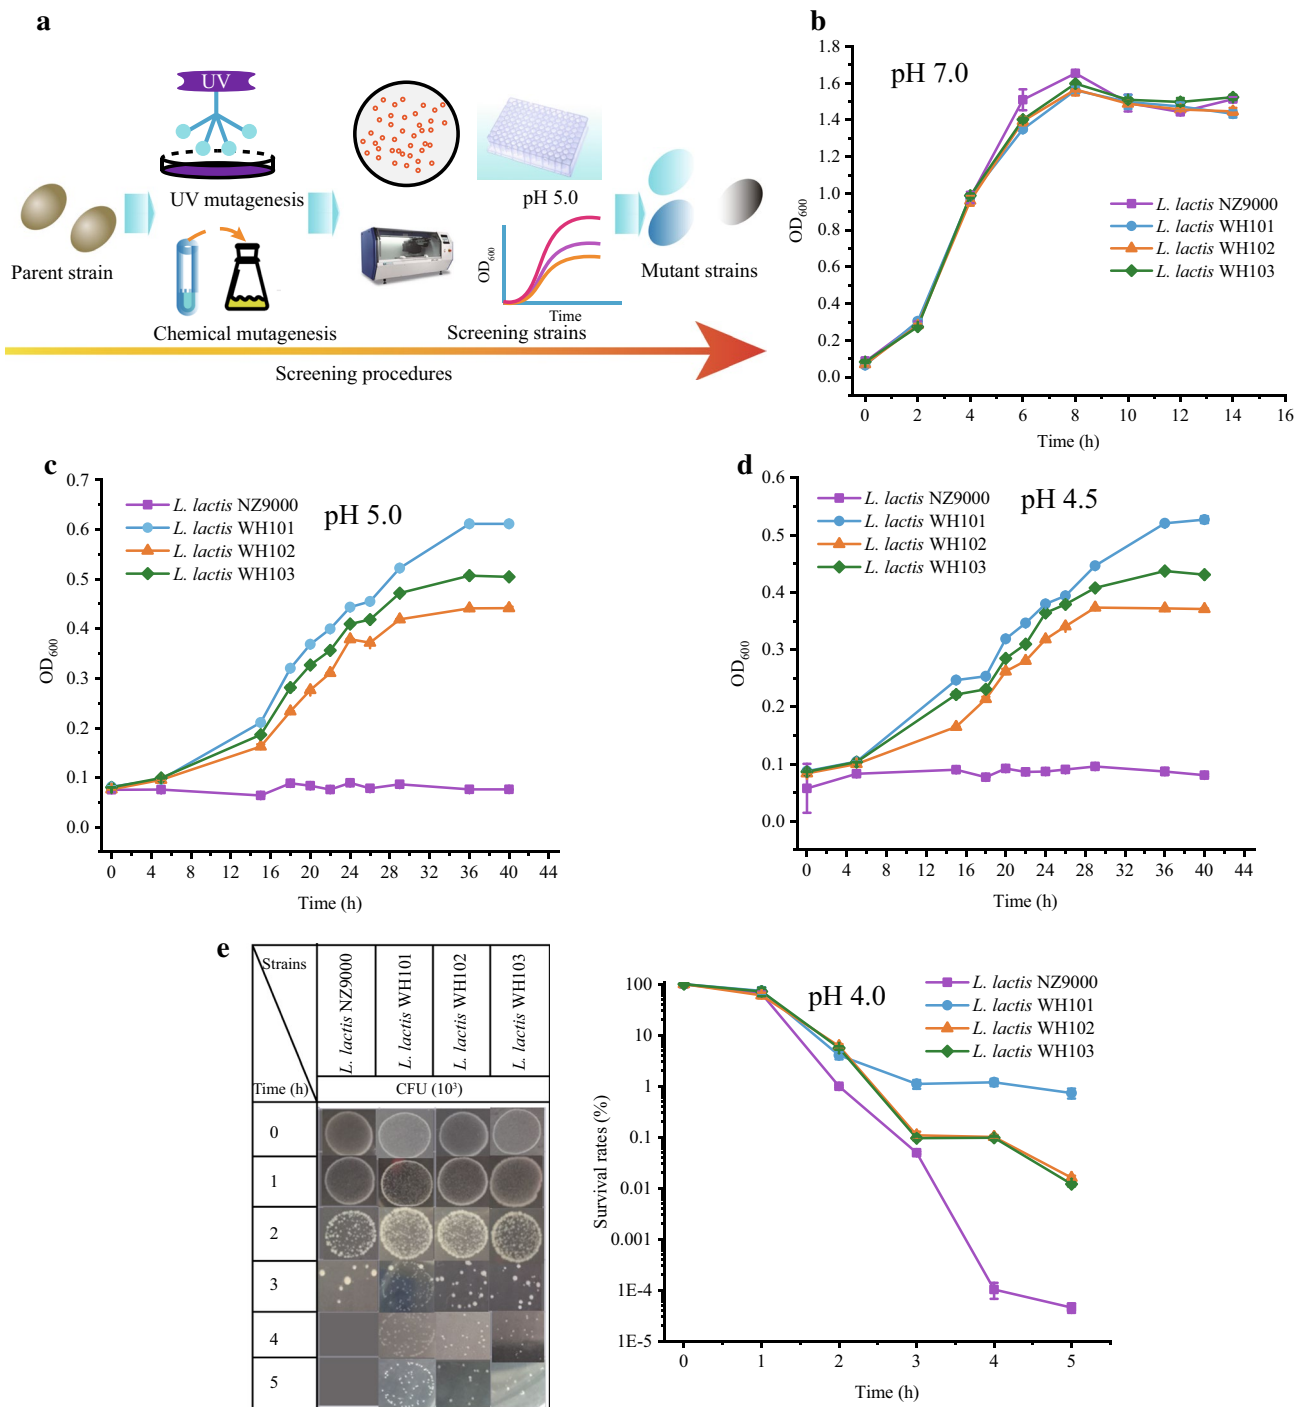 a
UV
UV mutagenesis
Parent strain
Chemical mutagenesis
pH 5.0
OD600
Time
Screening strains
Mutant strains
Screening procedures
b
pH 7.0
1.8
1.6
1.4
1.2
1.0
0.8
0.6
0.4
0.2
0.0
OD600
L. lactis NZ9000
L. lactis WH101
L. lactis WH102
L. lactis WH103
0 2 4 6 8 10 12 14 16
Time (h)
c
pH 5.0
L. lactis NZ9000
L. lactis WH101
L. lactis WH102
L. lactis WH103
0.7
0.6
0.5
0.4
0.3
0.2
0.1
0.0
OD600
0 4 8 12 16 20 24 28 32 36 40 44
Time (h)
d
pH 4.5
L. lactis NZ9000
L. lactis WH101
L. lactis WH102
L. lactis WH103
0.6
0.5
0.4
0.3
0.2
0.1
0.0
OD600
0 4 8 12 16 20 24 28 32 36 40 44
Time (h)
e
Strains
L. lactis NZ9000
L. lactis WH101
L. lactis WH102
L. lactis WH103
Time (h)
CFU (10³)
0
1
2
3
4
5
pH 4.0
L. lactis NZ9000
L. lactis WH101
L. lactis WH102
L. lactis WH103
100
10
1
0.1
0.01
0.001
1E-4
1E-5
Survival rates (%)
0 1 2 3 4 5
Time (h)